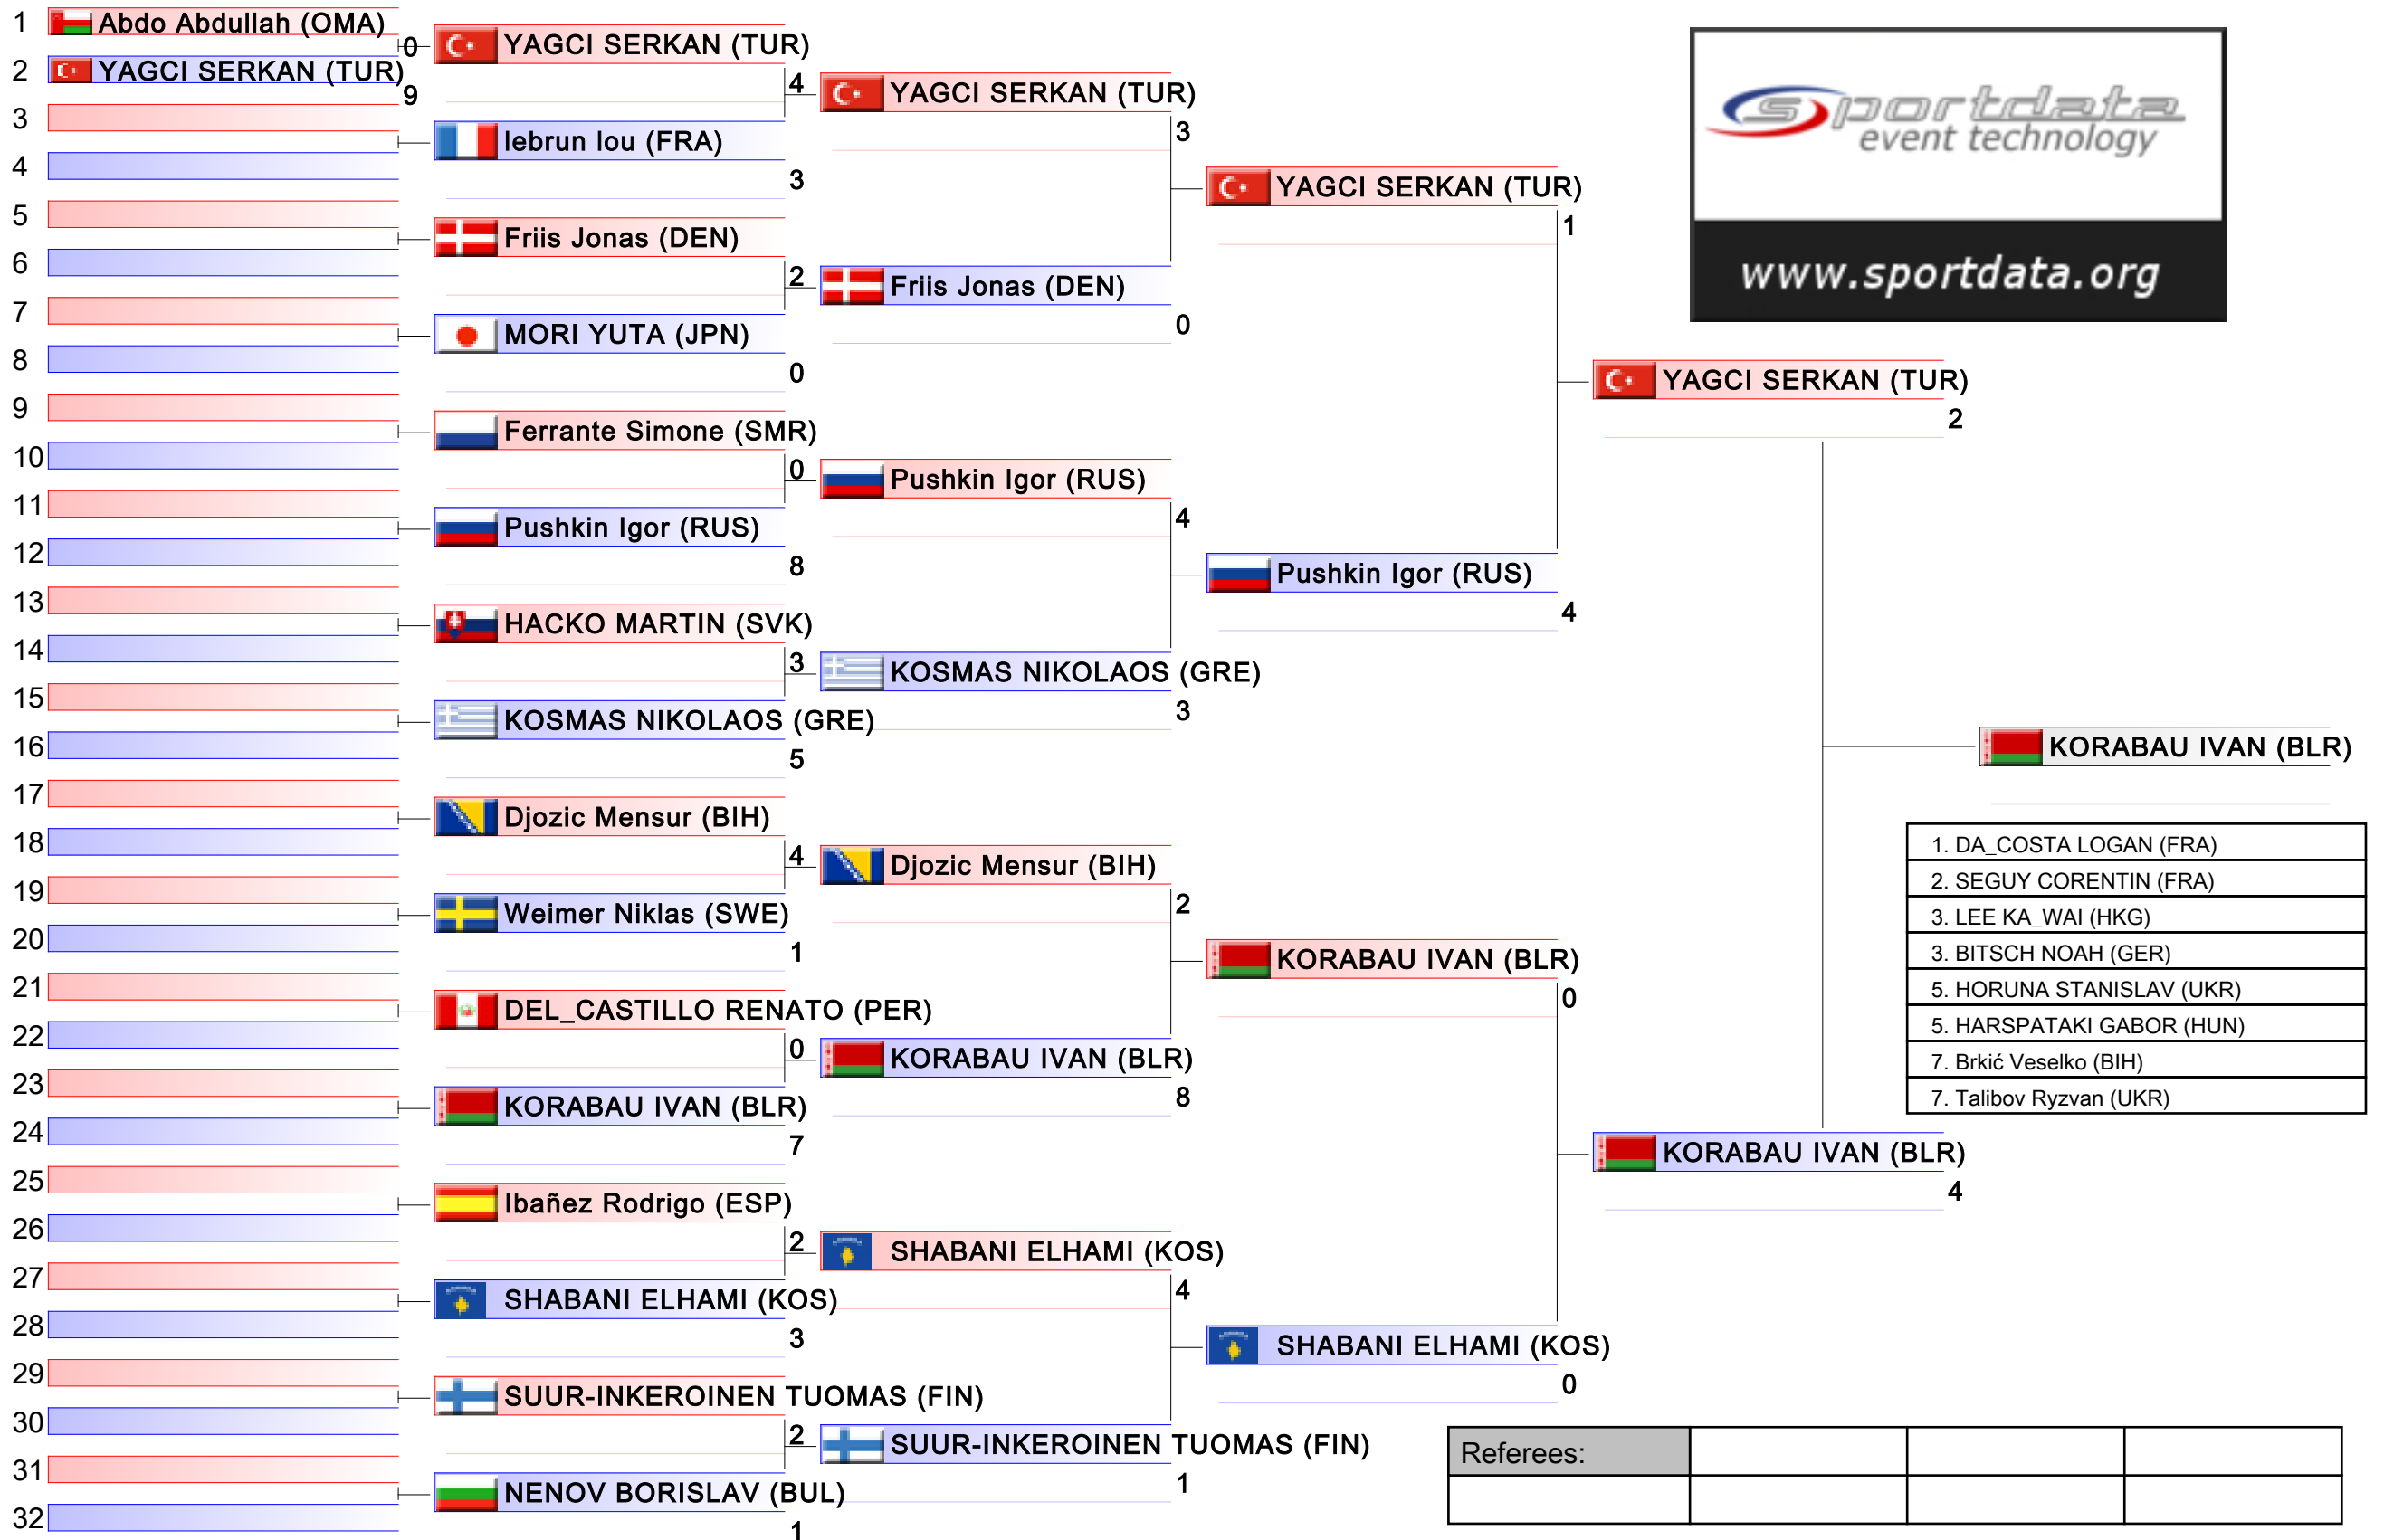 1
Abdo Abdullah (OMA)
0
2
YAGCI SERKAN (TUR)
9
3
4
5
6
7
8
9
10
11
12
13
14
15
16
17
18
19
20
21
22
23
24
25
26
27
28
29
30
31
32
YAGCI SERKAN (TUR)
4
lebrun lou (FRA)
3
Friis Jonas (DEN)
2
MORI YUTA (JPN)
0
Ferrante Simone (SMR)
0
Pushkin Igor (RUS)
8
HACKO MARTIN (SVK)
3
KOSMAS NIKOLAOS (GRE)
5
Djozic Mensur (BIH)
4
Weimer Niklas (SWE)
1
DEL_CASTILLO RENATO (PER)
0
KORABAU IVAN (BLR)
7
Ibañez Rodrigo (ESP)
2
SHABANI ELHAMI (KOS)
3
SUUR-INKEROINEN TUOMAS (FIN)
2
NENOV BORISLAV (BUL)
1
YAGCI SERKAN (TUR)
3
Friis Jonas (DEN)
0
Pushkin Igor (RUS)
4
KOSMAS NIKOLAOS (GRE)
3
Djozic Mensur (BIH)
2
KORABAU IVAN (BLR)
8
SHABANI ELHAMI (KOS)
4
SUUR-INKEROINEN TUOMAS (FIN)
1
YAGCI SERKAN (TUR)
1
Pushkin Igor (RUS)
4
KORABAU IVAN (BLR)
0
SHABANI ELHAMI (KOS)
0
YAGCI SERKAN (TUR)
2
KORABAU IVAN (BLR)
4
KORABAU IVAN (BLR)
sportdata
event technology
www.sportdata.org
1. DA_COSTA LOGAN (FRA)
2. SEGUY CORENTIN (FRA)
3. LEE KA_WAI (HKG)
3. BITSCH NOAH (GER)
5. HORUNA STANISLAV (UKR)
5. HARSPATAKI GABOR (HUN)
7. Brkić Veselko (BIH)
7. Talibov Ryzvan (UKR)
Referees: